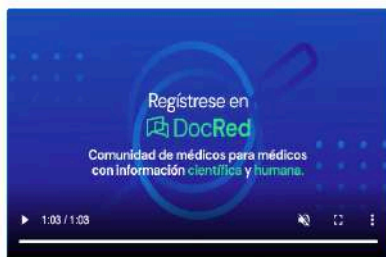 Regístrese en
DocRed
Comunidad de médicos para médicos
con información científica y humana.
1:03 / 1:03